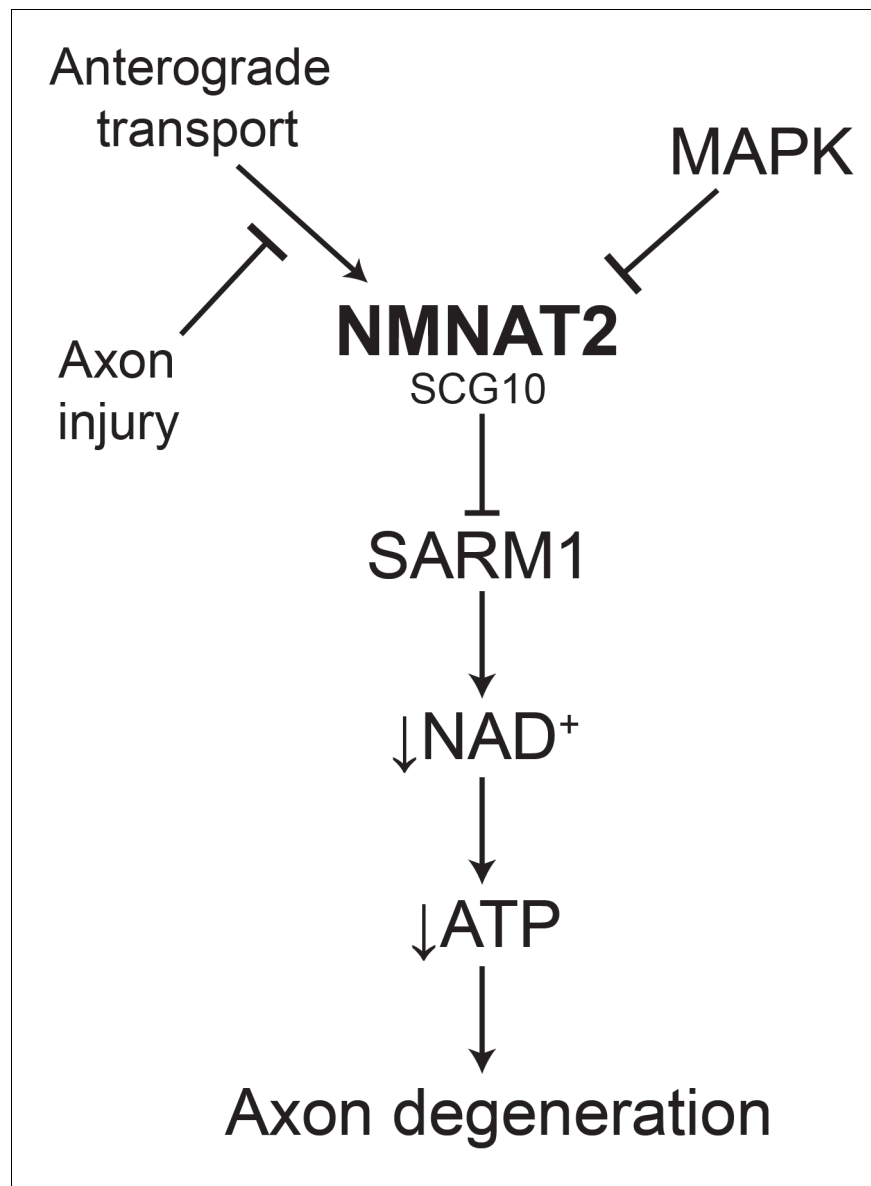 Anterograde
transport
MAPK
Axon
injury
NMNAT2
SCG10
SARM1
↓NAD⁺
↓ATP
Axon degeneration